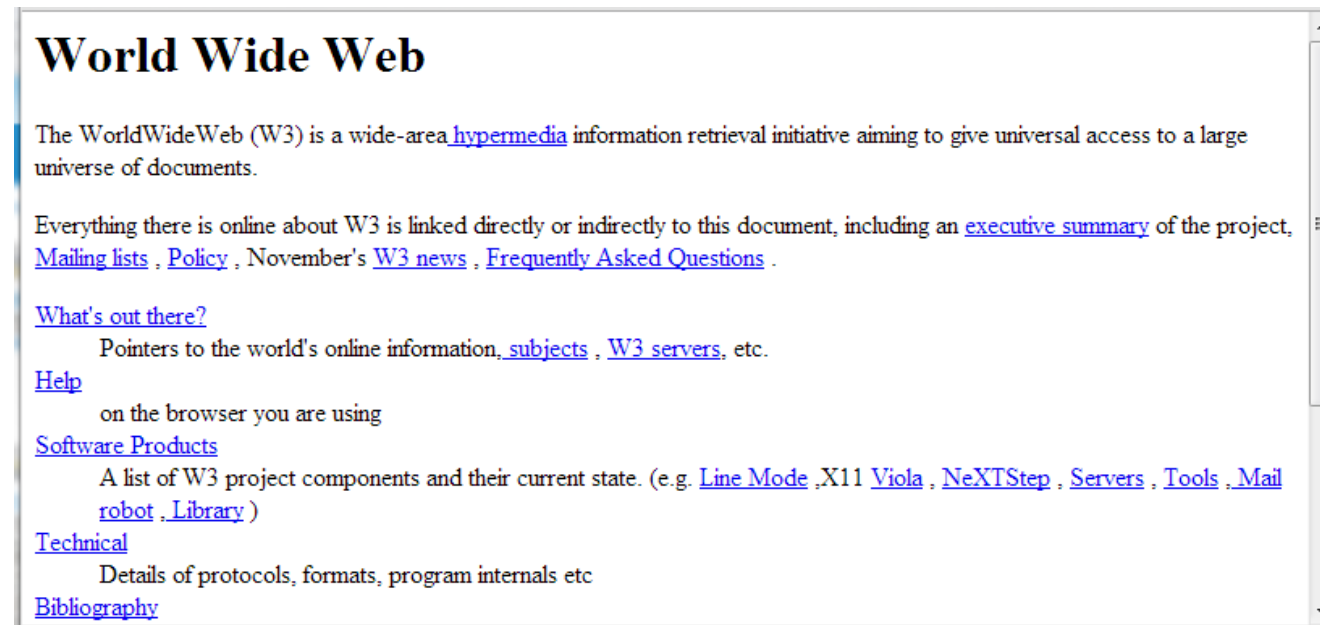 World Wide Web
The WorldWideWeb (W3) is a wide-area hypermedia information retrieval initiative aiming to give universal access to a large
universe of documents.
Everything there is online about W3 is linked directly or indirectly to this document, including an executive summary of the project,
Mailing lists , Policy , November's W3 news , Frequently Asked Questions .
What's out there?
Pointers to the world's online information, subjects , W3 servers, etc.
Help
on the browser you are using
Software Products
A list of W3 project components and their current state. (e.g. Line Mode ,X11 Viola , NeXTStep , Servers , Tools , Mail
robot , Library )
Technical
Details of protocols, formats, program internals etc
Bibliography